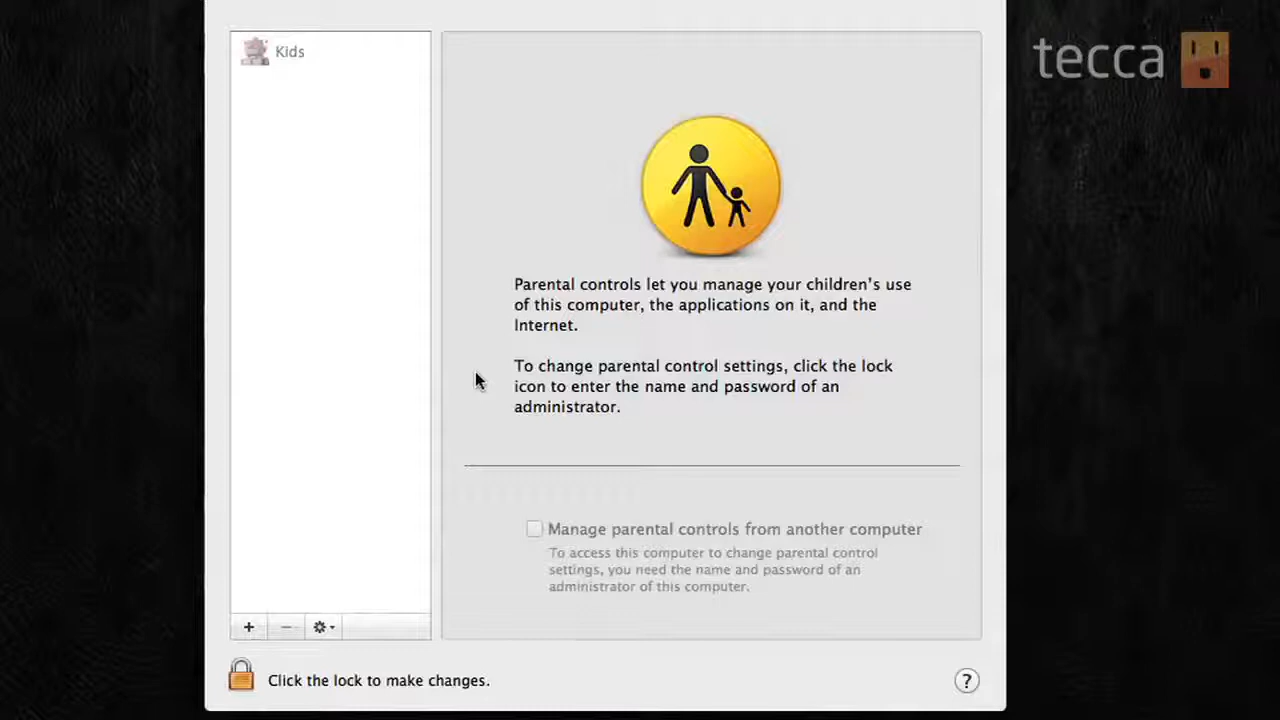 Kids
tecca
Parental controls let you manage your children's use
of this computer, the applications on it, and the
Internet.
To change parental control settings, click the lock
icon to enter the name and password of an
administrator.
Manage parental controls from another computer
To access this computer to change parental control
settings, you need the name and password of an
administrator of this computer.
+ −
Click the lock to make changes.
?